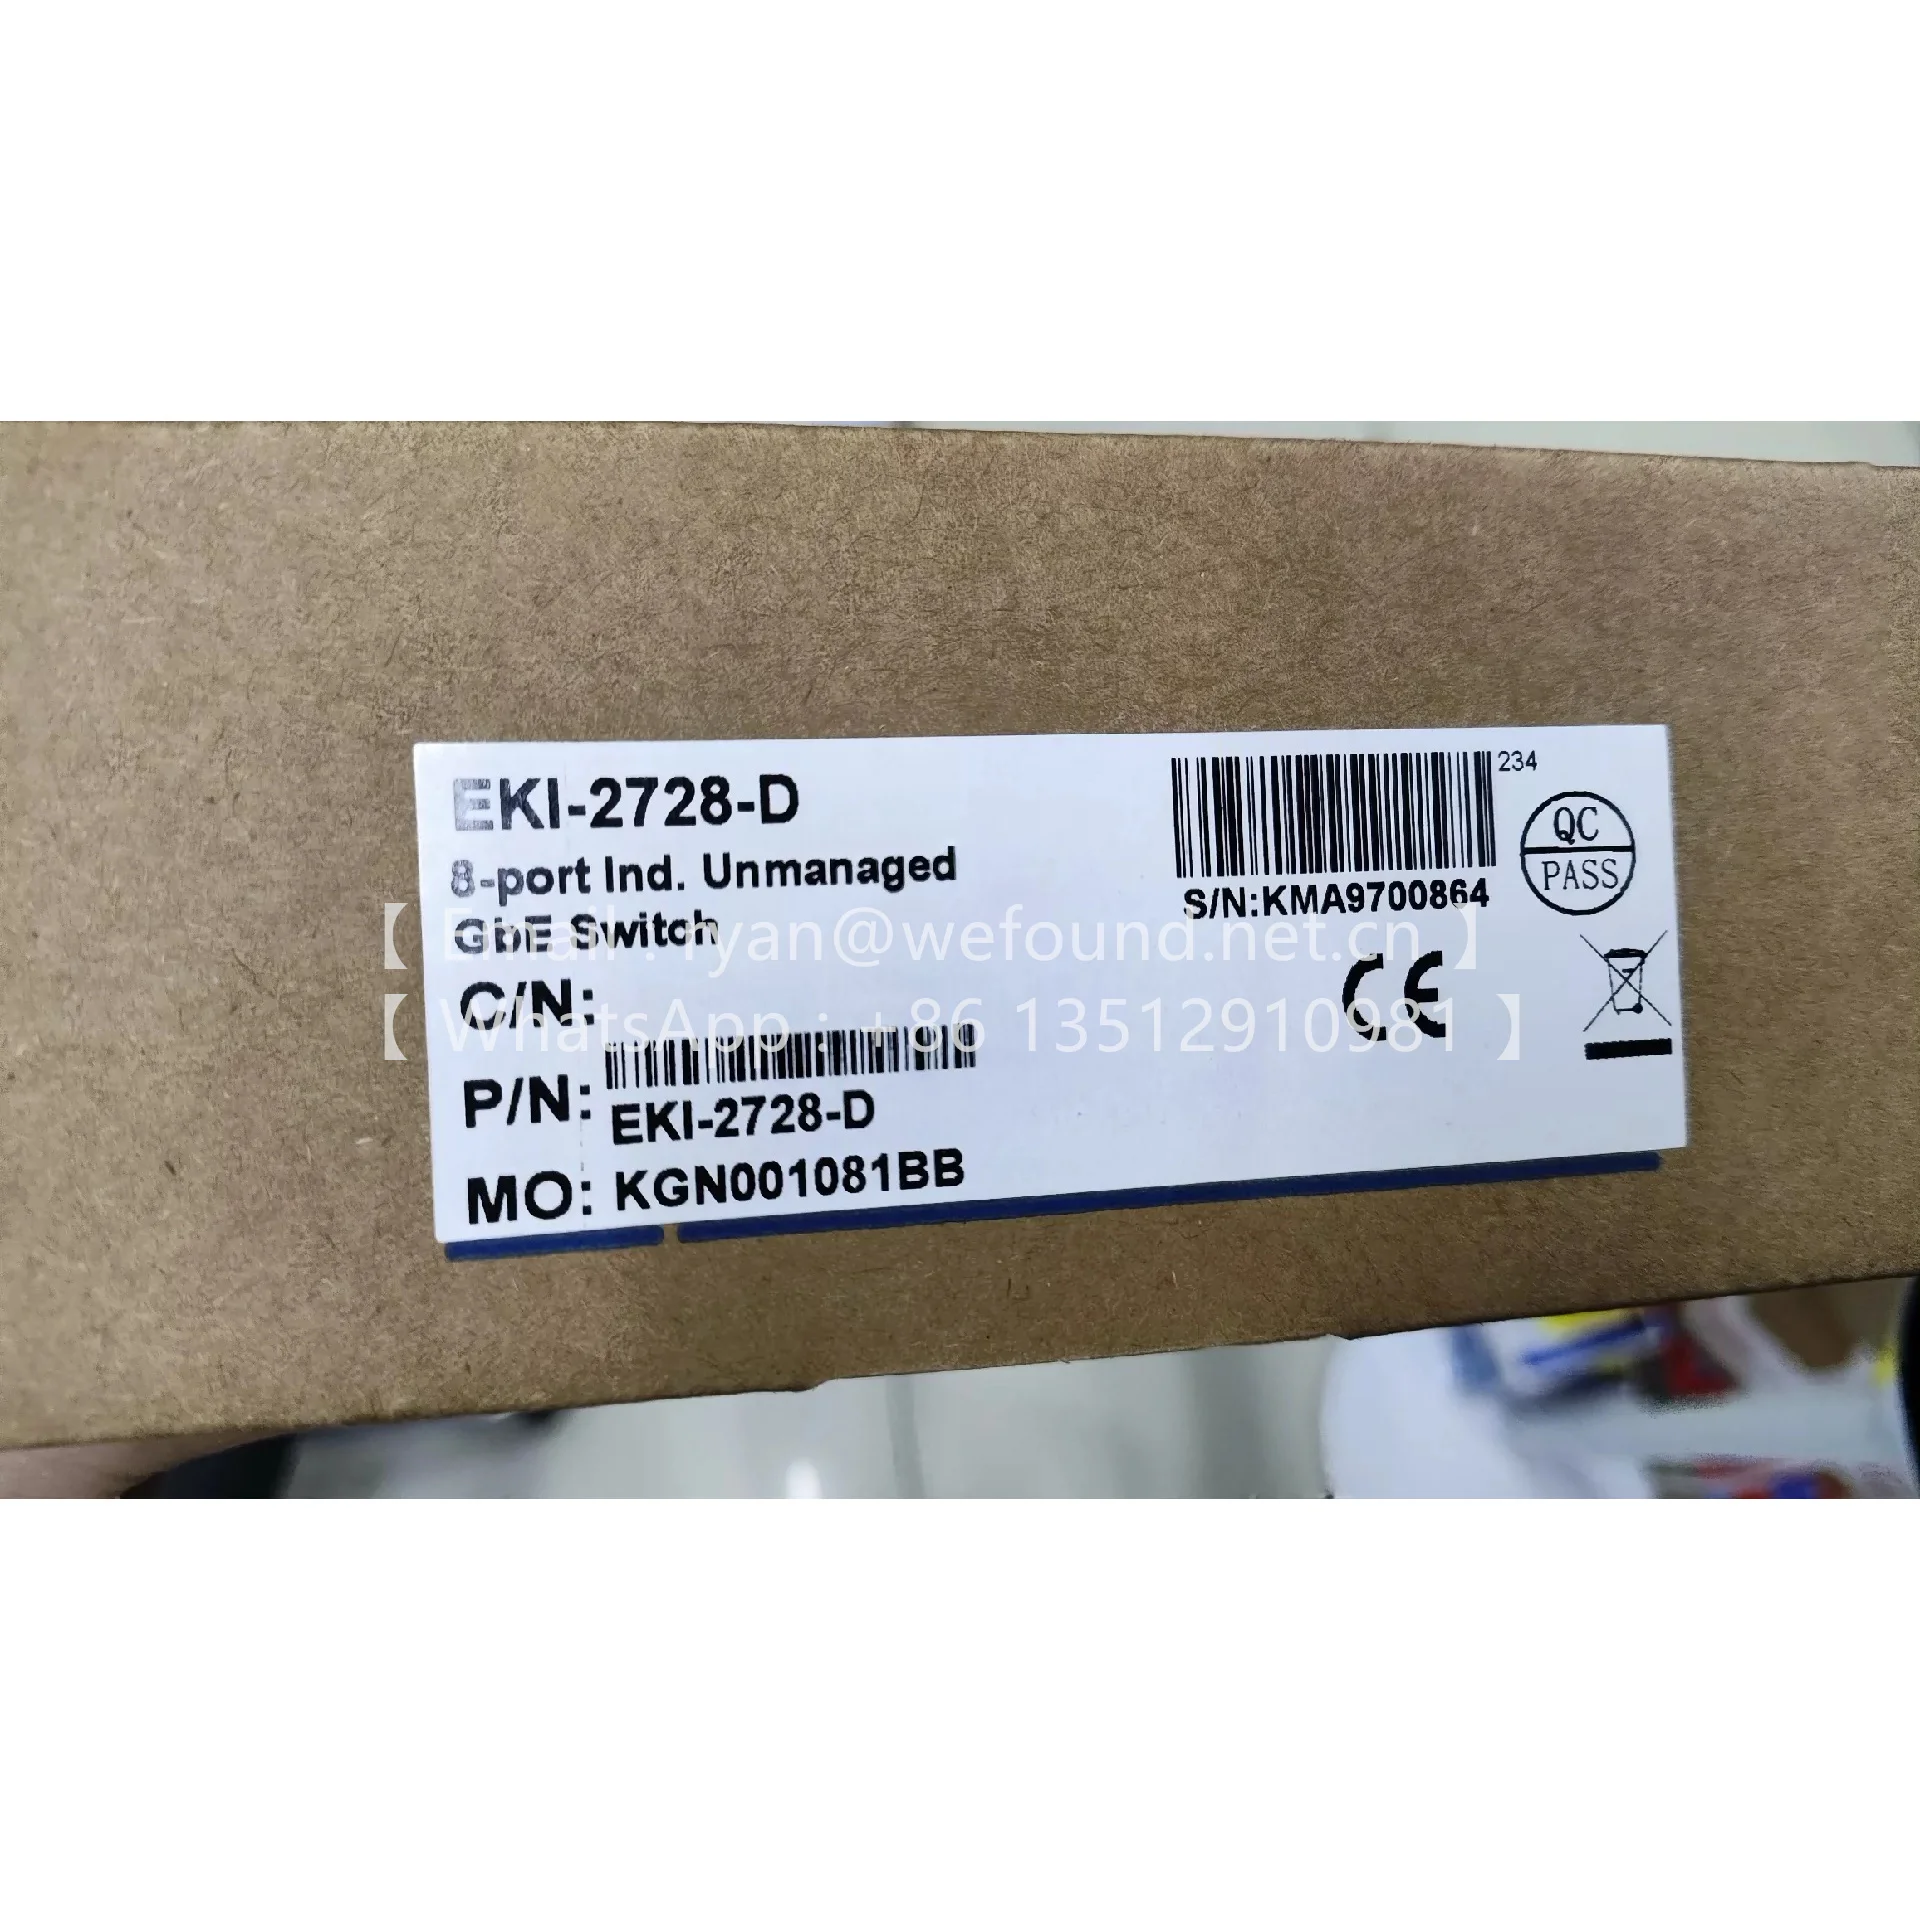 EKI-2728-D
8-port Ind. Unmanaged
GbE Switch
C/N:
P/N:
EKI-2728-D
MO: KGN001081BB
234
S/N:KMA9700864
QC
PASS
CE
【 Email : ryan@wefound.net.cn 】
【 WhatsApp : +86 13512910981 】